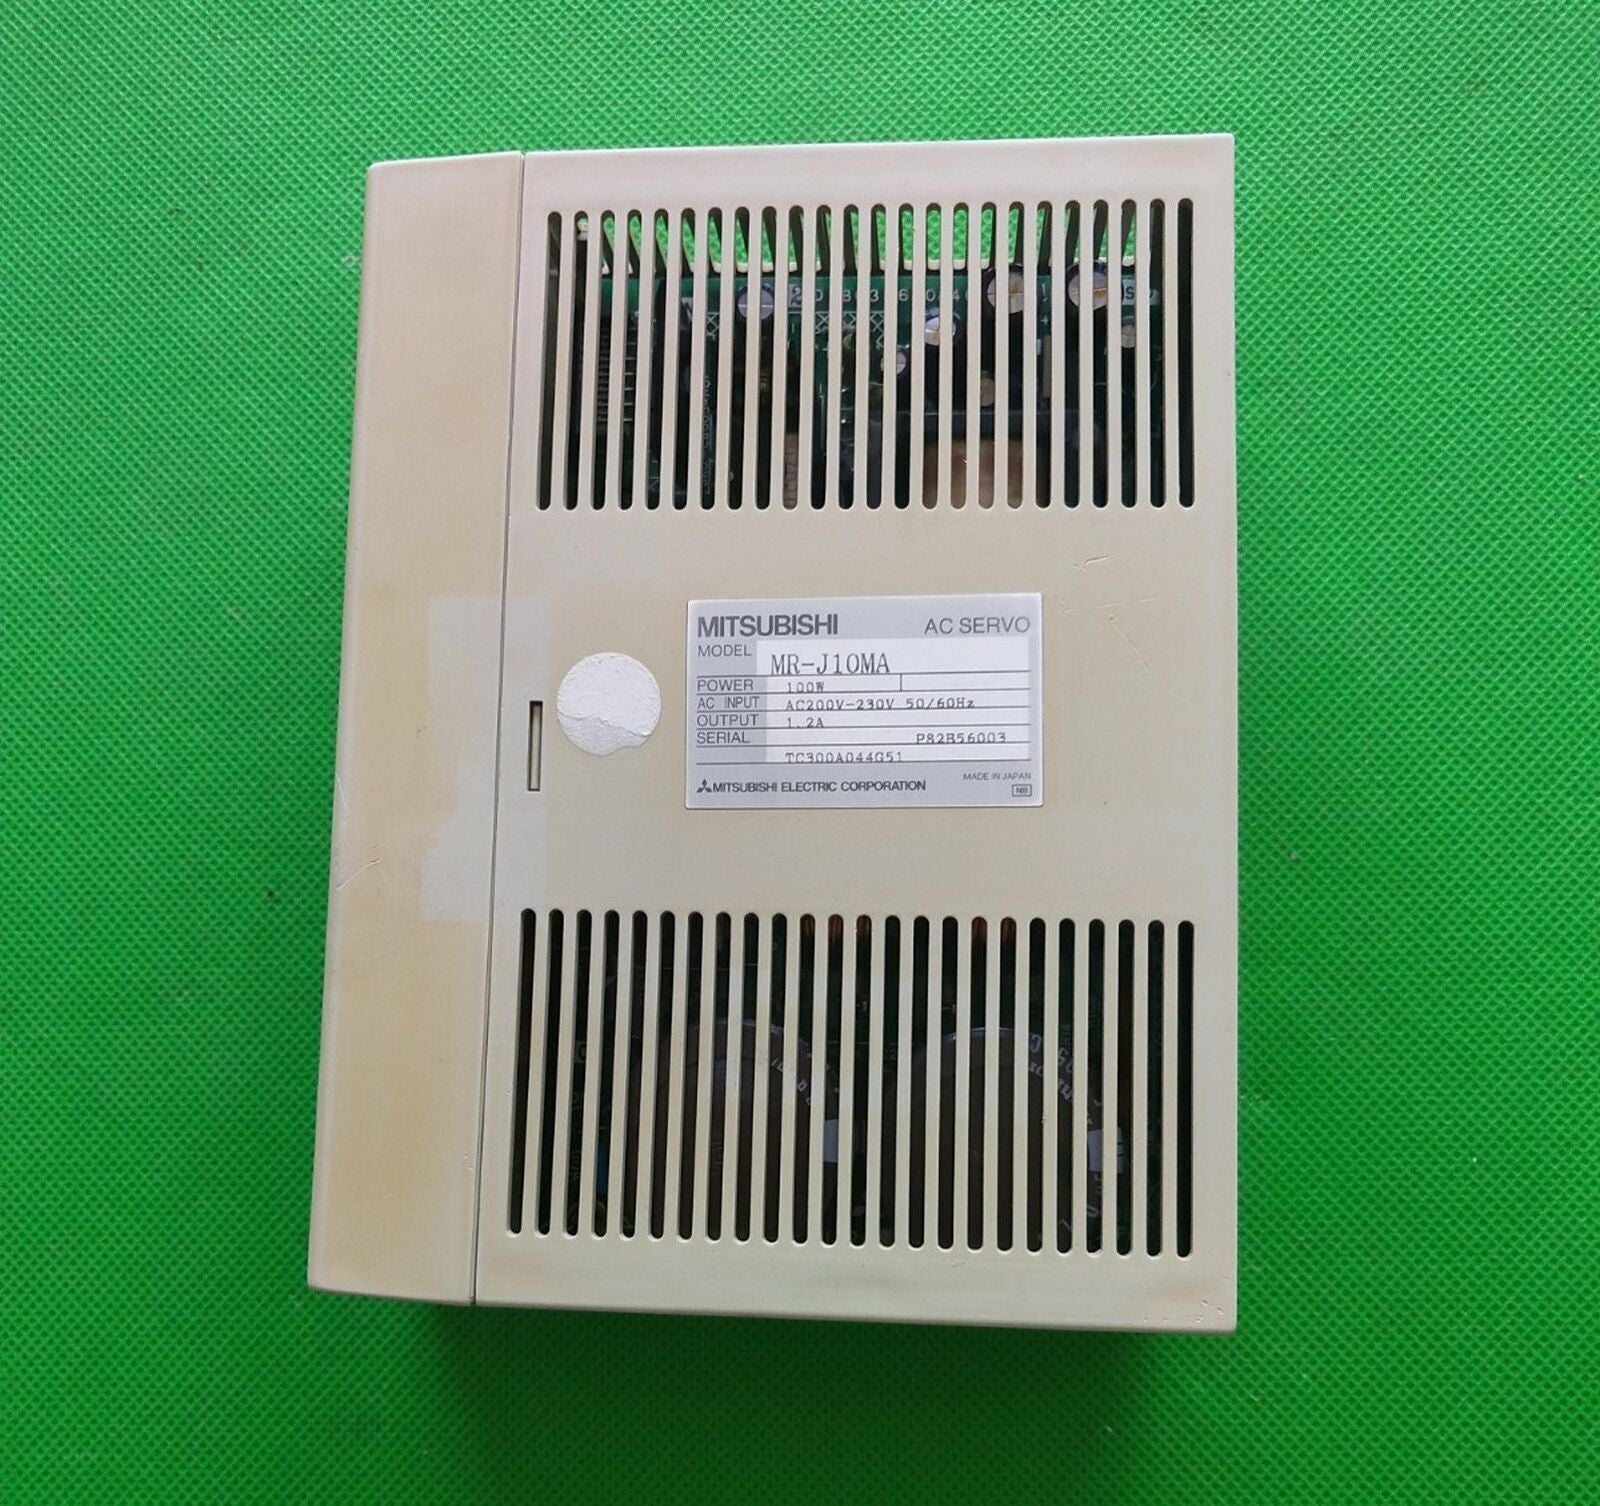 MITSUBISHI AC SERVO
MODEL MR-J10MA
POWER 100W
AC INPUT AC200V-230V 50/60Hz
OUTPUT 1.2A
SERIAL P82B56003
TC300A044G51
MITSUBISHI ELECTRIC CORPORATION MADE IN JAPAN